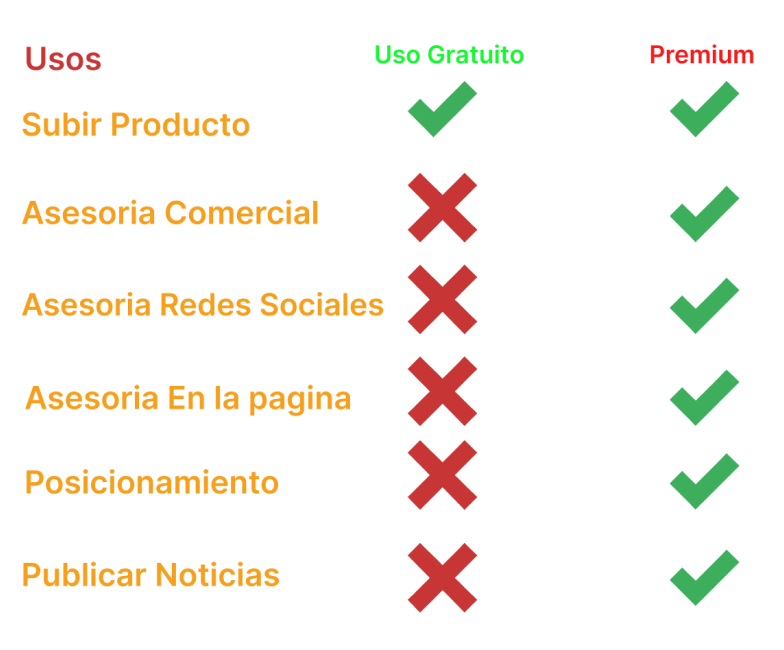 Usos Uso Gratuito Premium
Subir Producto
Asesoria Comercial
Asesoria Redes Sociales
Asesoria En la pagina
Posicionamiento
Publicar Noticias